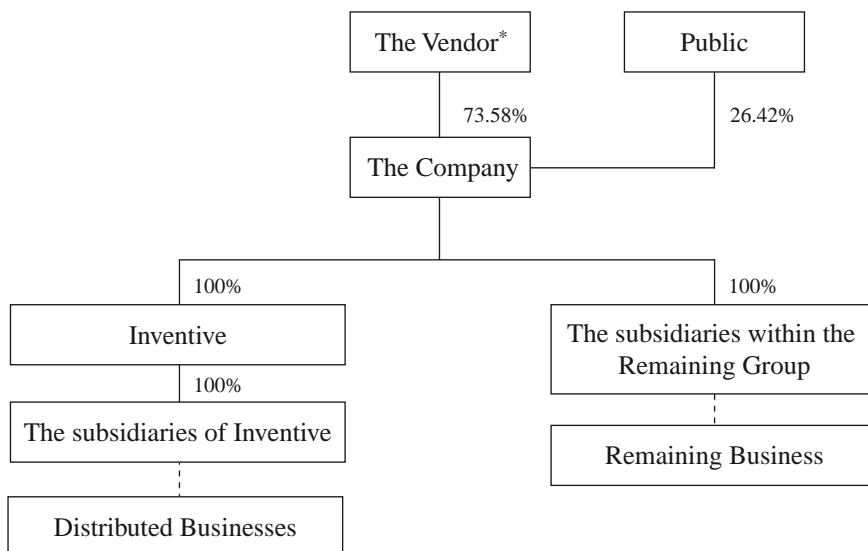 The Vendor*
Public
73.58%
26.42%
The Company
100%
100%
Inventive
The subsidiaries within the
Remaining Group
100%
The subsidiaries of Inventive
Remaining Business
Distributed Businesses